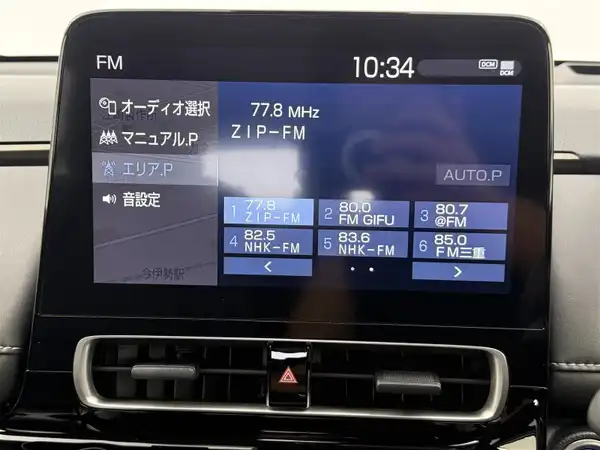 FM
10:34
DCM
DCM
オーディオ選択
マニュアル.P
エリア.P
音設定
今伊勢駅
77.8 MHz
ZIP-FM
AUTO.P
1 77.8 ZIP-FM
2 80.0 FM GIFU
3 80.7 @FM
4 82.5 NHK-FM
5 83.6 NHK-FM
6 85.0 FM三重
<
>